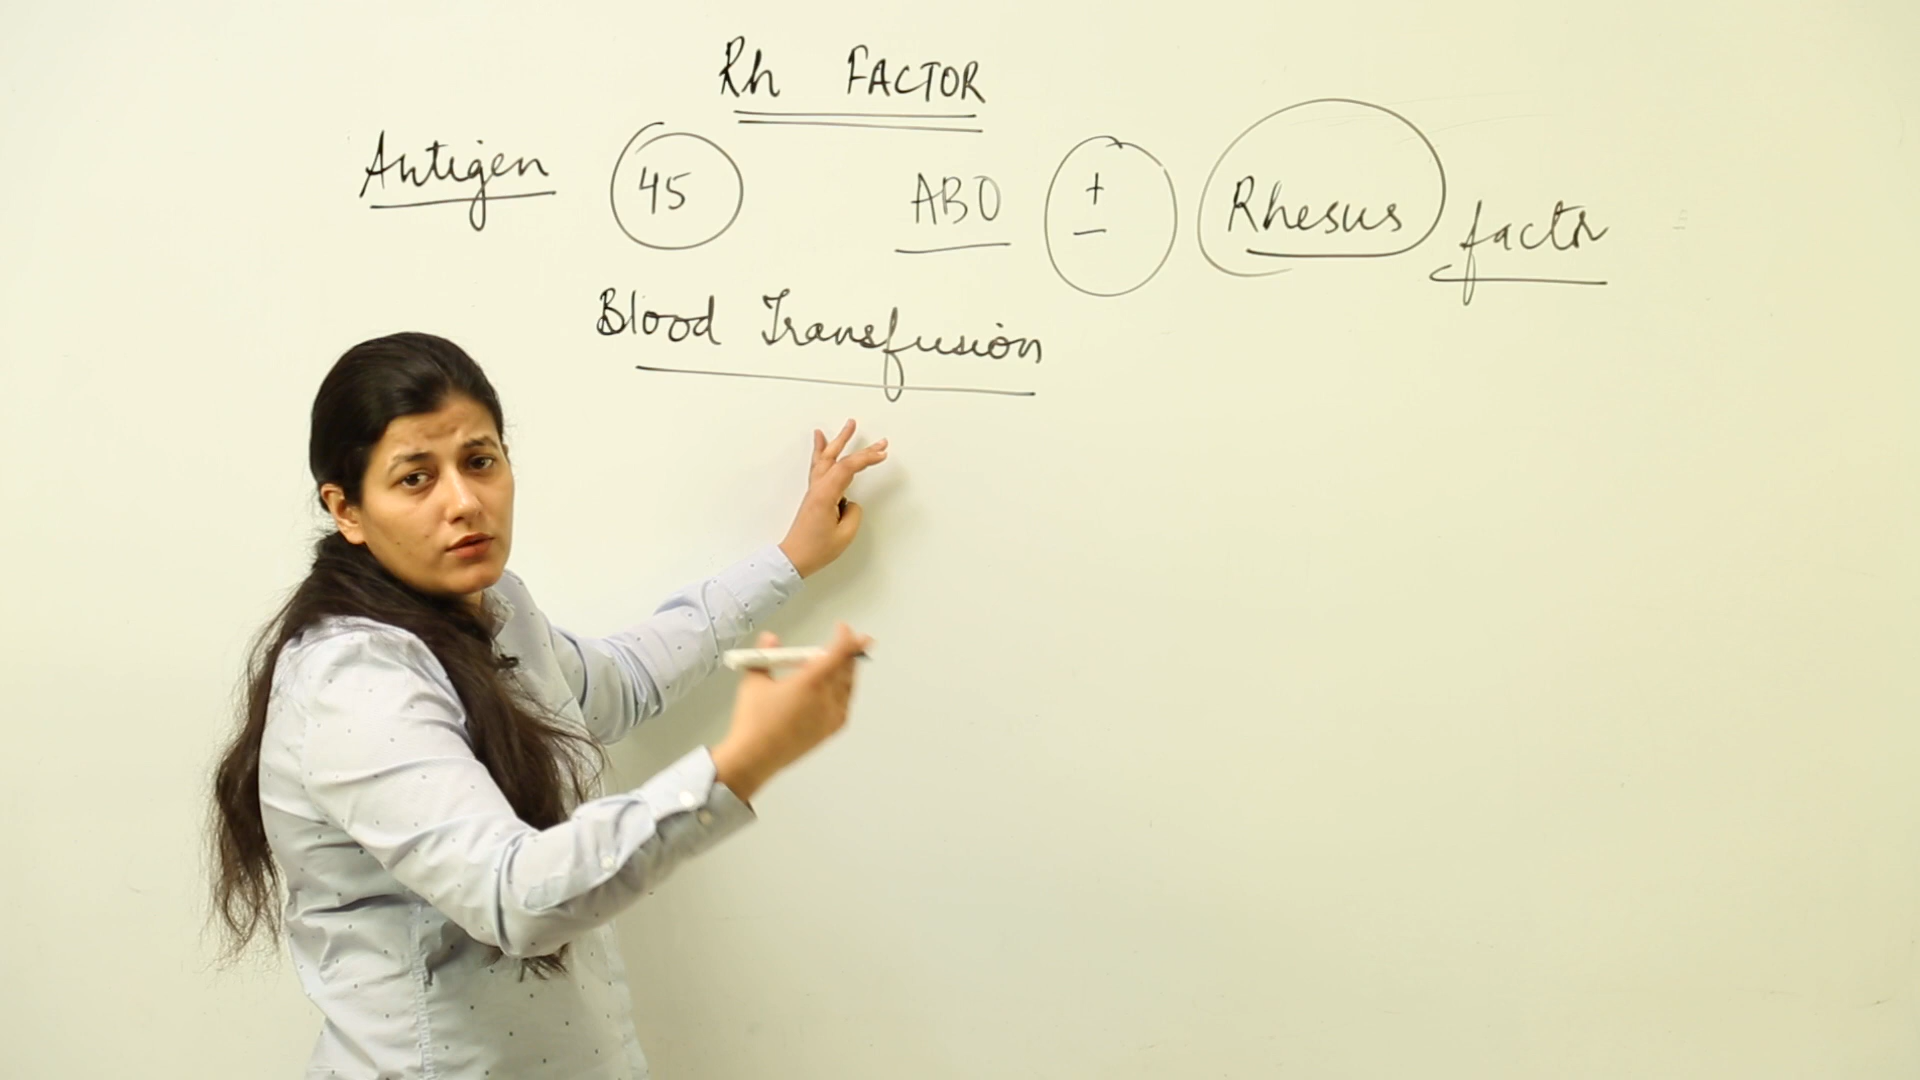 Rh FACTOR
Antigen 45 ABO + − Rhesus factor
Blood Transfusion